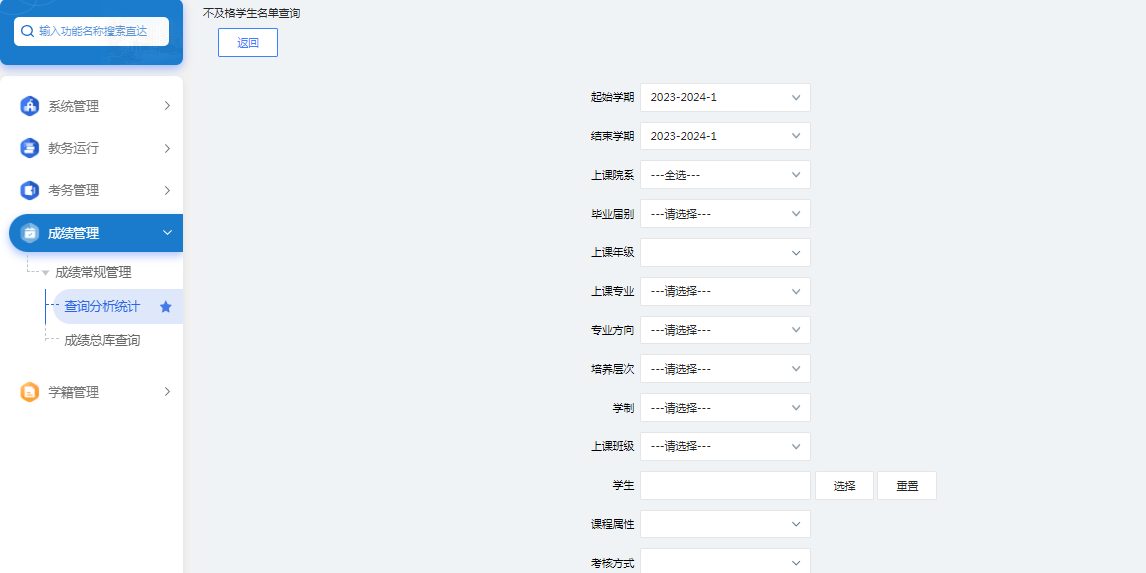 输入功能名称搜索直达
系统管理
教务运行
考务管理
成绩管理
成绩常规管理
查询分析统计
成绩总库查询
学籍管理
不及格学生名单查询
返回
起始学期 2023-2024-1
结束学期 2023-2024-1
上课院系 ---全选---
毕业届别 ---请选择---
上课年级
上课专业 ---请选择---
专业方向 ---请选择---
培养层次 ---请选择---
学制 ---请选择---
上课班级 ---请选择---
学生 选择 重置
课程属性
考核方式